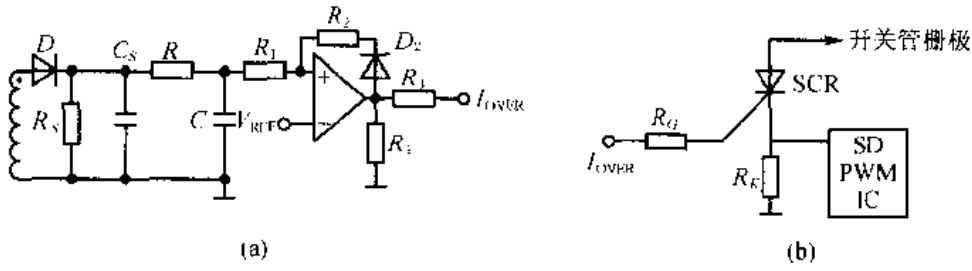 D
C_S
R
R_1
R_2
D_2
R_S
C
V_REF
+
−
R_3
I_OVER
(a)
开关管栅极
SCR
R_G
I_OVER
R_K
SD
PWM
IC
(b)